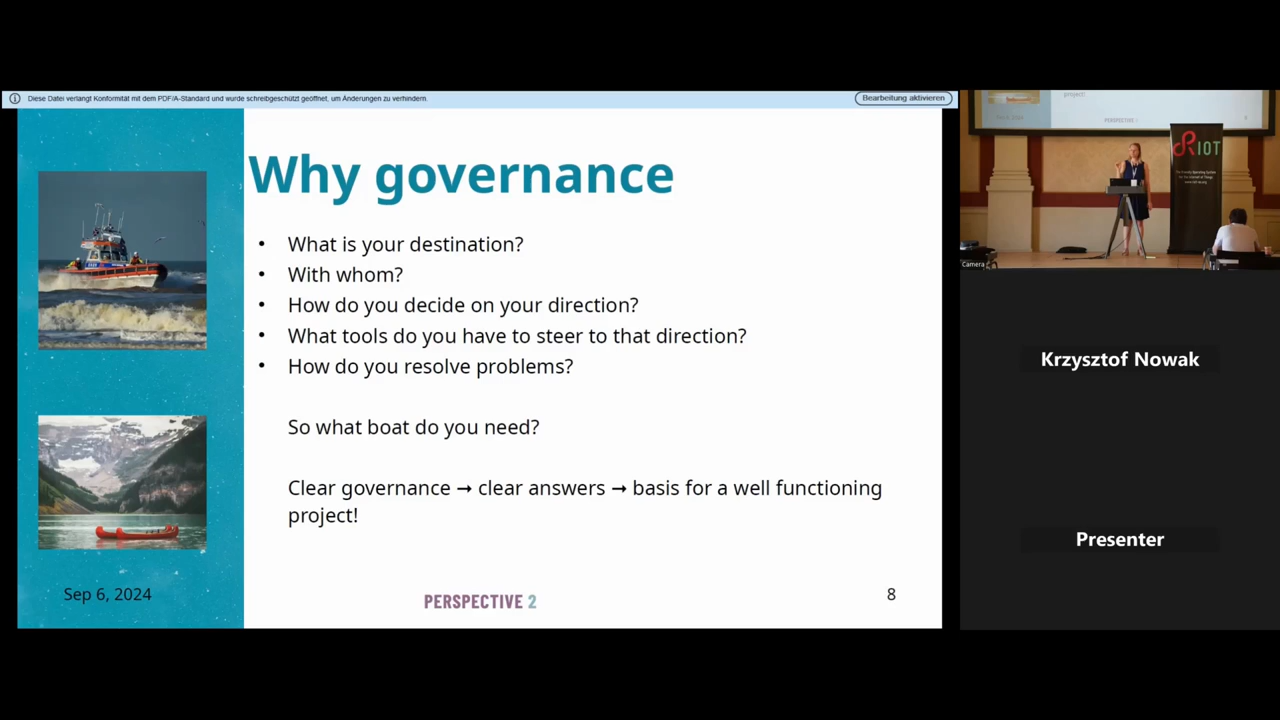 Diese Datei verlangt Konformität mit dem PDF/A-Standard und wurde schreibgeschützt geöffnet, um Änderungen zu verhindern.
Bearbeitung aktivieren
Why governance
• What is your destination?
• With whom?
• How do you decide on your direction?
• What tools do you have to steer to that direction?
• How do you resolve problems?
So what boat do you need?
Clear governance → clear answers → basis for a well functioning
project!
Sep 6, 2024
PERSPECTIVE 2
8
project!
PERSPECTIVE 2
RIOT
Camera
Krzysztof Nowak
Presenter